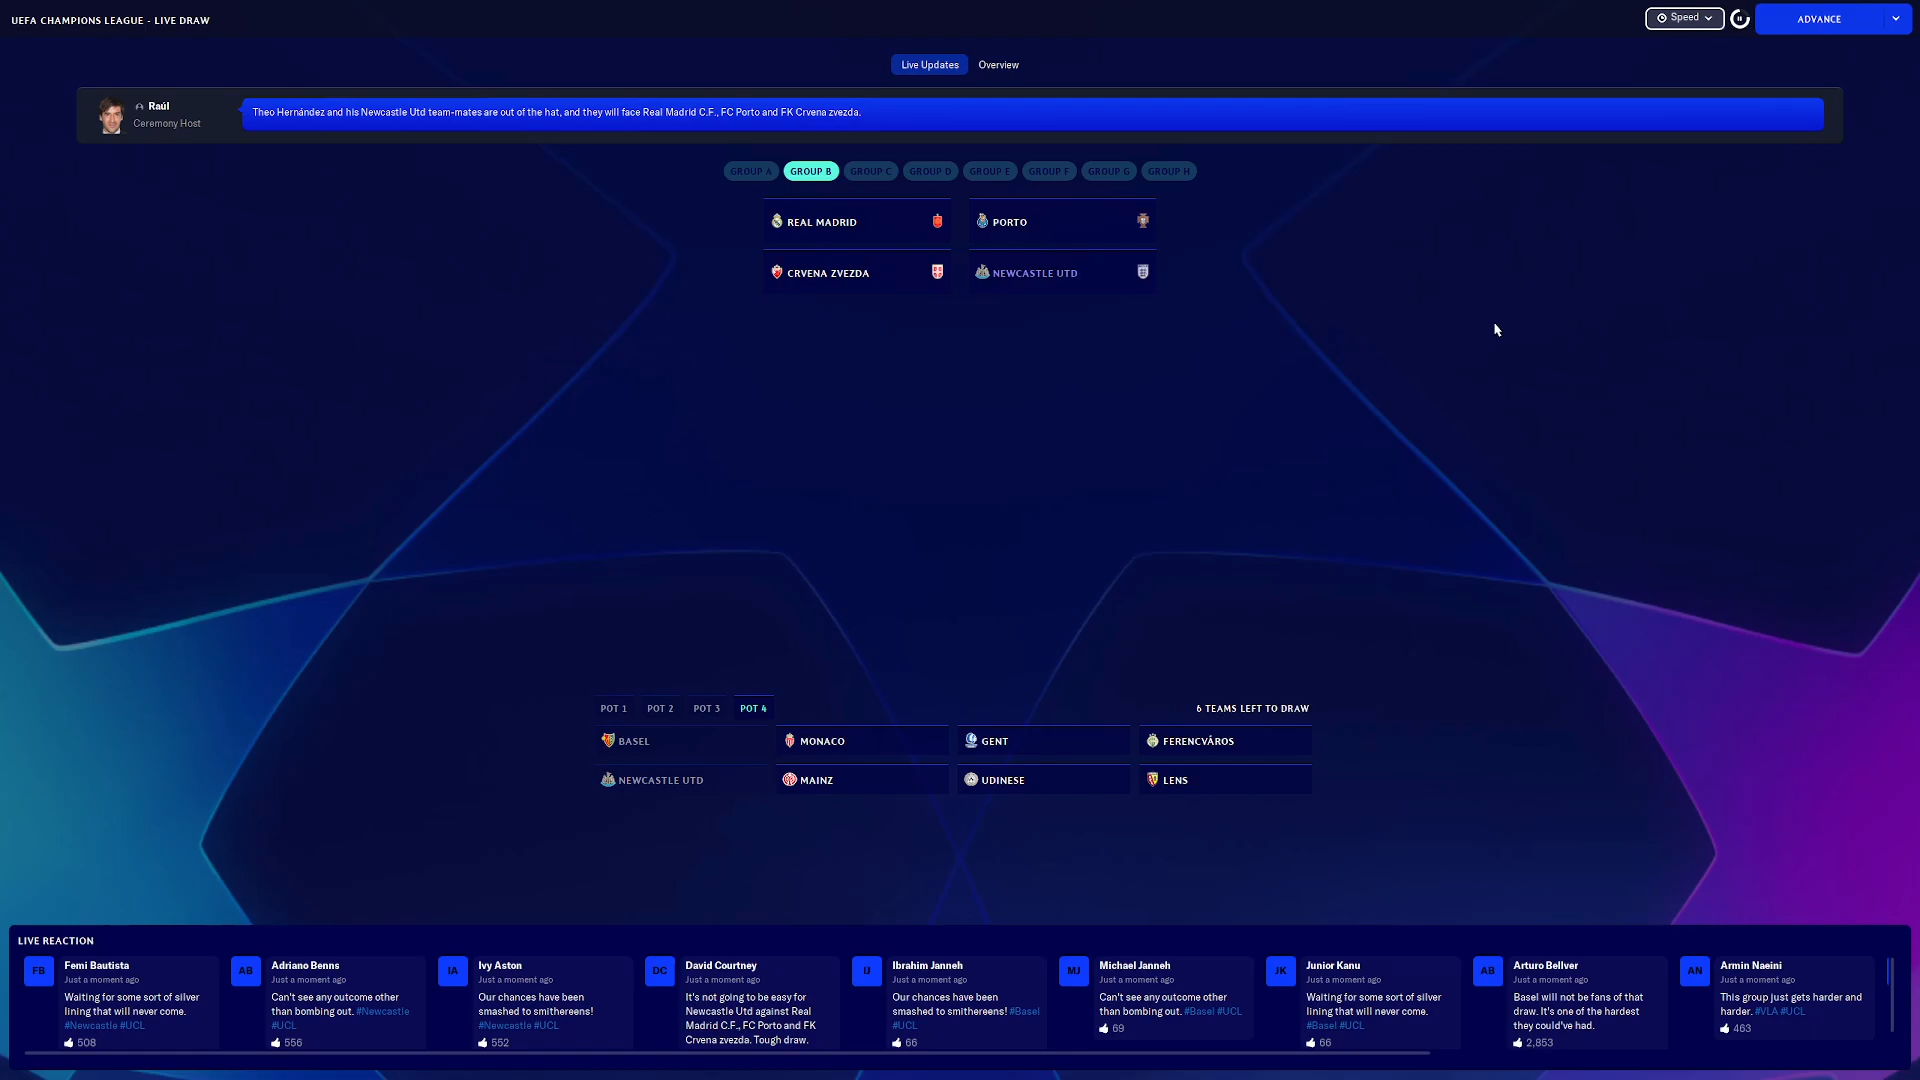 UEFA CHAMPIONS LEAGUE - LIVE DRAW
Speed
ADVANCE
Live Updates
Overview
Raúl
Ceremony Host
Theo Hernández and his Newcastle Utd team-mates are out of the hat, and they will face Real Madrid C.F., FC Porto and FK Crvena zvezda.
GROUP A
GROUP B
GROUP C
GROUP D
GROUP E
GROUP F
GROUP G
GROUP H
REAL MADRID
PORTO
CRVENA ZVEZDA
NEWCASTLE UTD
POT 1
POT 2
POT 3
POT 4
6 TEAMS LEFT TO DRAW
BASEL
MONACO
GENT
FERENCVÁROS
NEWCASTLE UTD
MAINZ
UDINESE
LENS
LIVE REACTION
FB
Femi Bautista
Just a moment ago
Waiting for some sort of silver
lining that will never come.
#Newcastle #UCL
508
AB
Adriano Benns
Just a moment ago
Can't see any outcome other
than bombing out. #Newcastle
#UCL
556
IA
Ivy Aston
Just a moment ago
Our chances have been
smashed to smithereens!
#Newcastle #UCL
552
DC
David Courtney
Just a moment ago
It's not going to be easy for
Newcastle Utd against Real
Madrid C.F., FC Porto and FK
Crvena zvezda. Tough draw.
IJ
Ibrahim Janneh
Just a moment ago
Our chances have been
smashed to smithereens! #Basel
#UCL
66
MJ
Michael Janneh
Just a moment ago
Can't see any outcome other
than bombing out. #Basel #UCL
69
JK
Junior Kanu
Just a moment ago
Waiting for some sort of silver
lining that will never come.
#Basel #UCL
66
AB
Arturo Bellver
Just a moment ago
Basel will not be fans of that
draw. It's one of the hardest
they could've had.
2,853
AN
Armin Naeini
Just a moment ago
This group just gets harder and
harder. #VLA #UCL
463